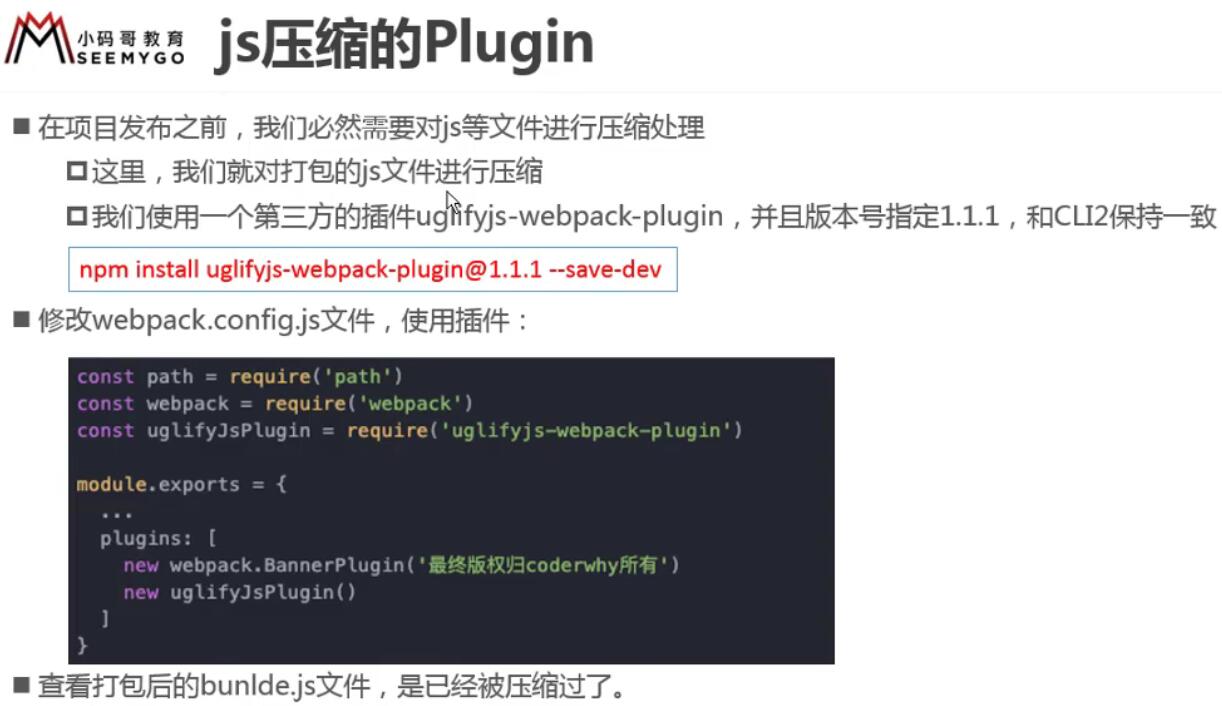 小码哥教育
SEEMYGO
js压缩的Plugin
在项目发布之前，我们必然需要对js等文件进行压缩处理
这里，我们就对打包的js文件进行压缩
我们使用一个第三方的插件uglifyjs-webpack-plugin，并且版本号指定1.1.1，和CLI2保持一致
npm install uglifyjs-webpack-plugin@1.1.1 --save-dev
修改webpack.config.js文件，使用插件：
const path = require('path')
const webpack = require('webpack')
const uglifyJsPlugin = require('uglifyjs-webpack-plugin')
module.exports = {
...
plugins: [
new webpack.BannerPlugin('最终版权归coderwhy所有')
new uglifyJsPlugin()
]
}
查看打包后的bunlde.js文件，是已经被压缩过了。